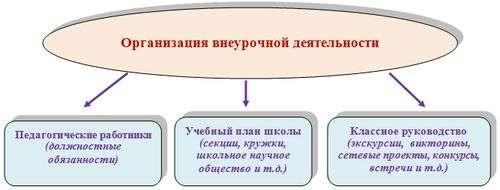 Организация внеурочной деятельности
Педагогические работники
(должностные
обязанности)
Учебный план школы
(секции, кружки,
школьное научное
общество и т.д.)
Классное руководство
(экскурсии, викторины,
сетевые проекты, конкурсы,
встречи и т.д.)